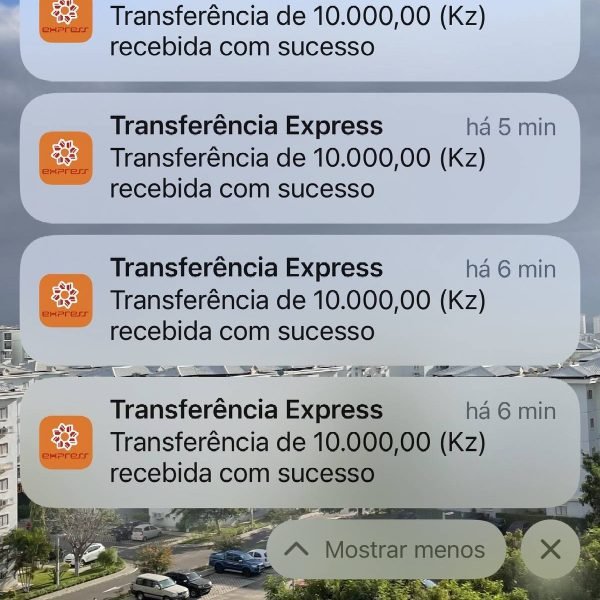 express
Transferência de 10.000,00 (Kz)
recebida com sucesso
Transferência Express
há 5 min
express
Transferência de 10.000,00 (Kz)
recebida com sucesso
Transferência Express
há 6 min
express
Transferência de 10.000,00 (Kz)
recebida com sucesso
Transferência Express
há 6 min
express
Transferência de 10.000,00 (Kz)
recebida com sucesso
Mostrar menos